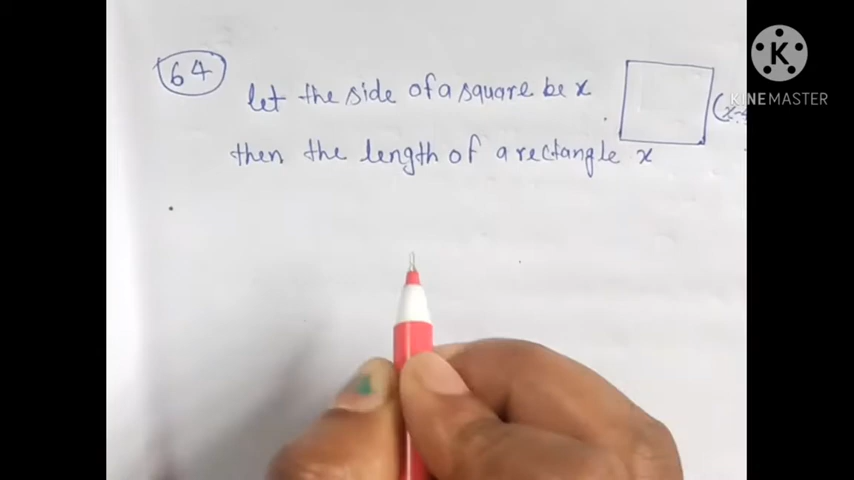 64
let the side of a square be x
then the length of a rectangle x
K
KINEMASTER